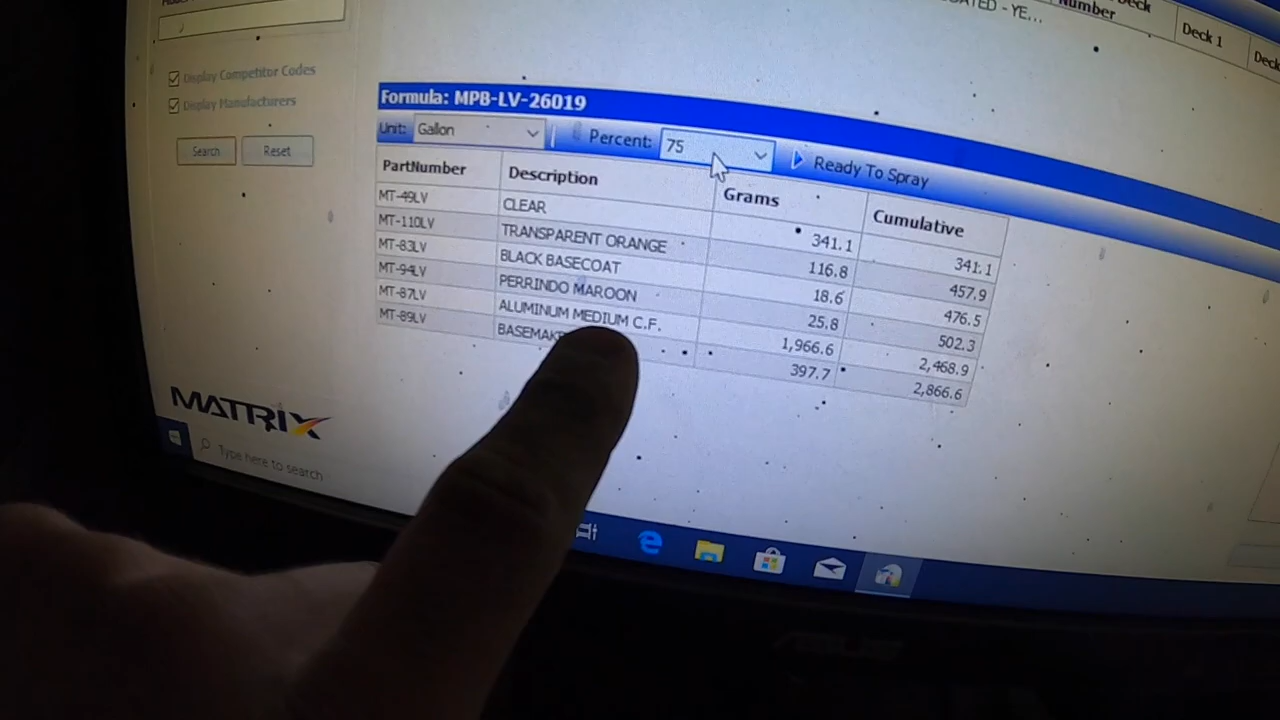 Number
Deck 1
Display Competitor Codes
Display Manufacturers
Search Reset
Formula: MPB-LV-26019
Unit: Gallon Percent: 75 Ready To Spray
PartNumber Description Grams Cumulative
MT-49LV CLEAR 341.1 341.1
MT-110LV TRANSPARENT ORANGE 116.8 457.9
MT-83LV BLACK BASECOAT 18.6 476.5
MT-94LV PERRINDO MAROON 25.8 502.3
MT-87LV ALUMINUM MEDIUM C.F. 1,966.6 2,468.9
MT-89LV 397.7 2,866.6
MATRIX
Type here to search